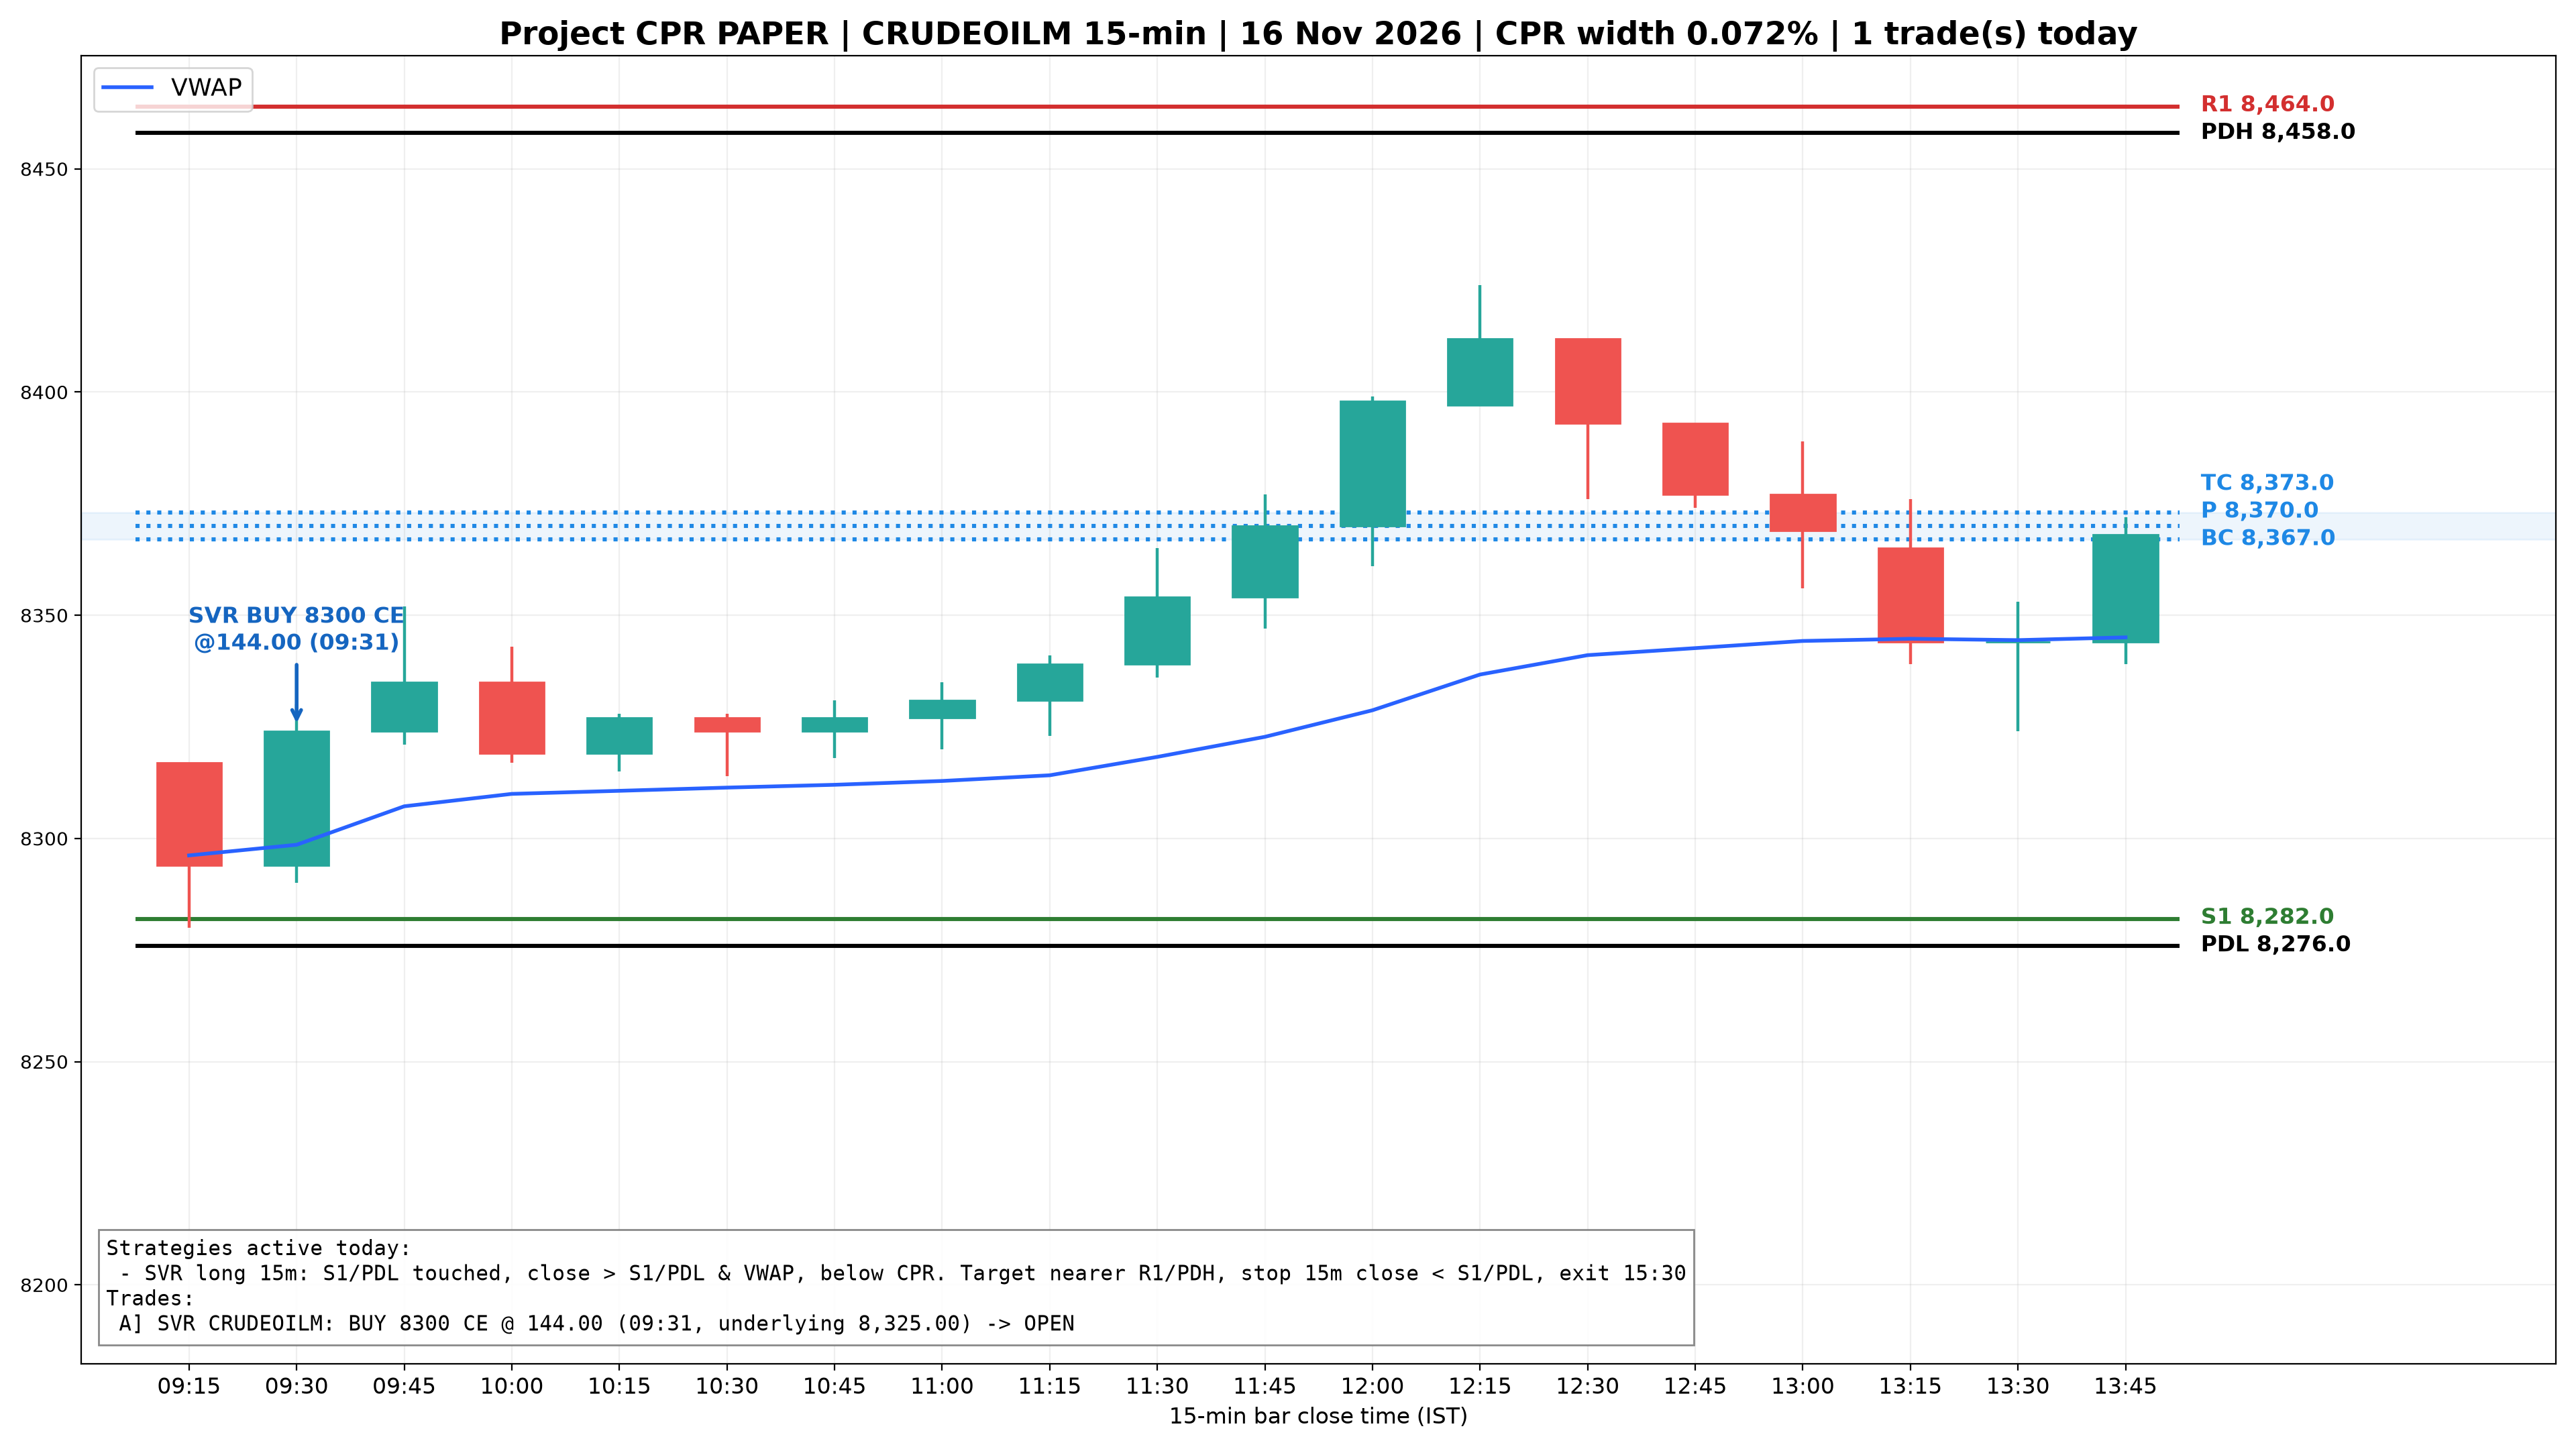 Project CPR PAPER | CRUDEOILM 15-min | 16 Nov 2026 | CPR width 0.072% | 1 trade(s) today
VWAP
R1 8,464.0
PDH 8,458.0
8450
8400
TC 8,373.0
P 8,370.0
BC 8,367.0
8350
SVR BUY 8300 CE
@144.00 (09:31)
8300
S1 8,282.0
PDL 8,276.0
8250
8200
Strategies active today:
- SVR long 15m: S1/PDL touched, close > S1/PDL & VWAP, below CPR. Target nearer R1/PDH, stop 15m close < S1/PDL, exit 15:30
Trades:
A] SVR CRUDEOILM: BUY 8300 CE @ 144.00 (09:31, underlying 8,325.00) -> OPEN
09:15 09:30 09:45 10:00 10:15 10:30 10:45 11:00 11:15 11:30 11:45 12:00 12:15 12:30 12:45 13:00 13:15 13:30 13:45
15-min bar close time (IST)